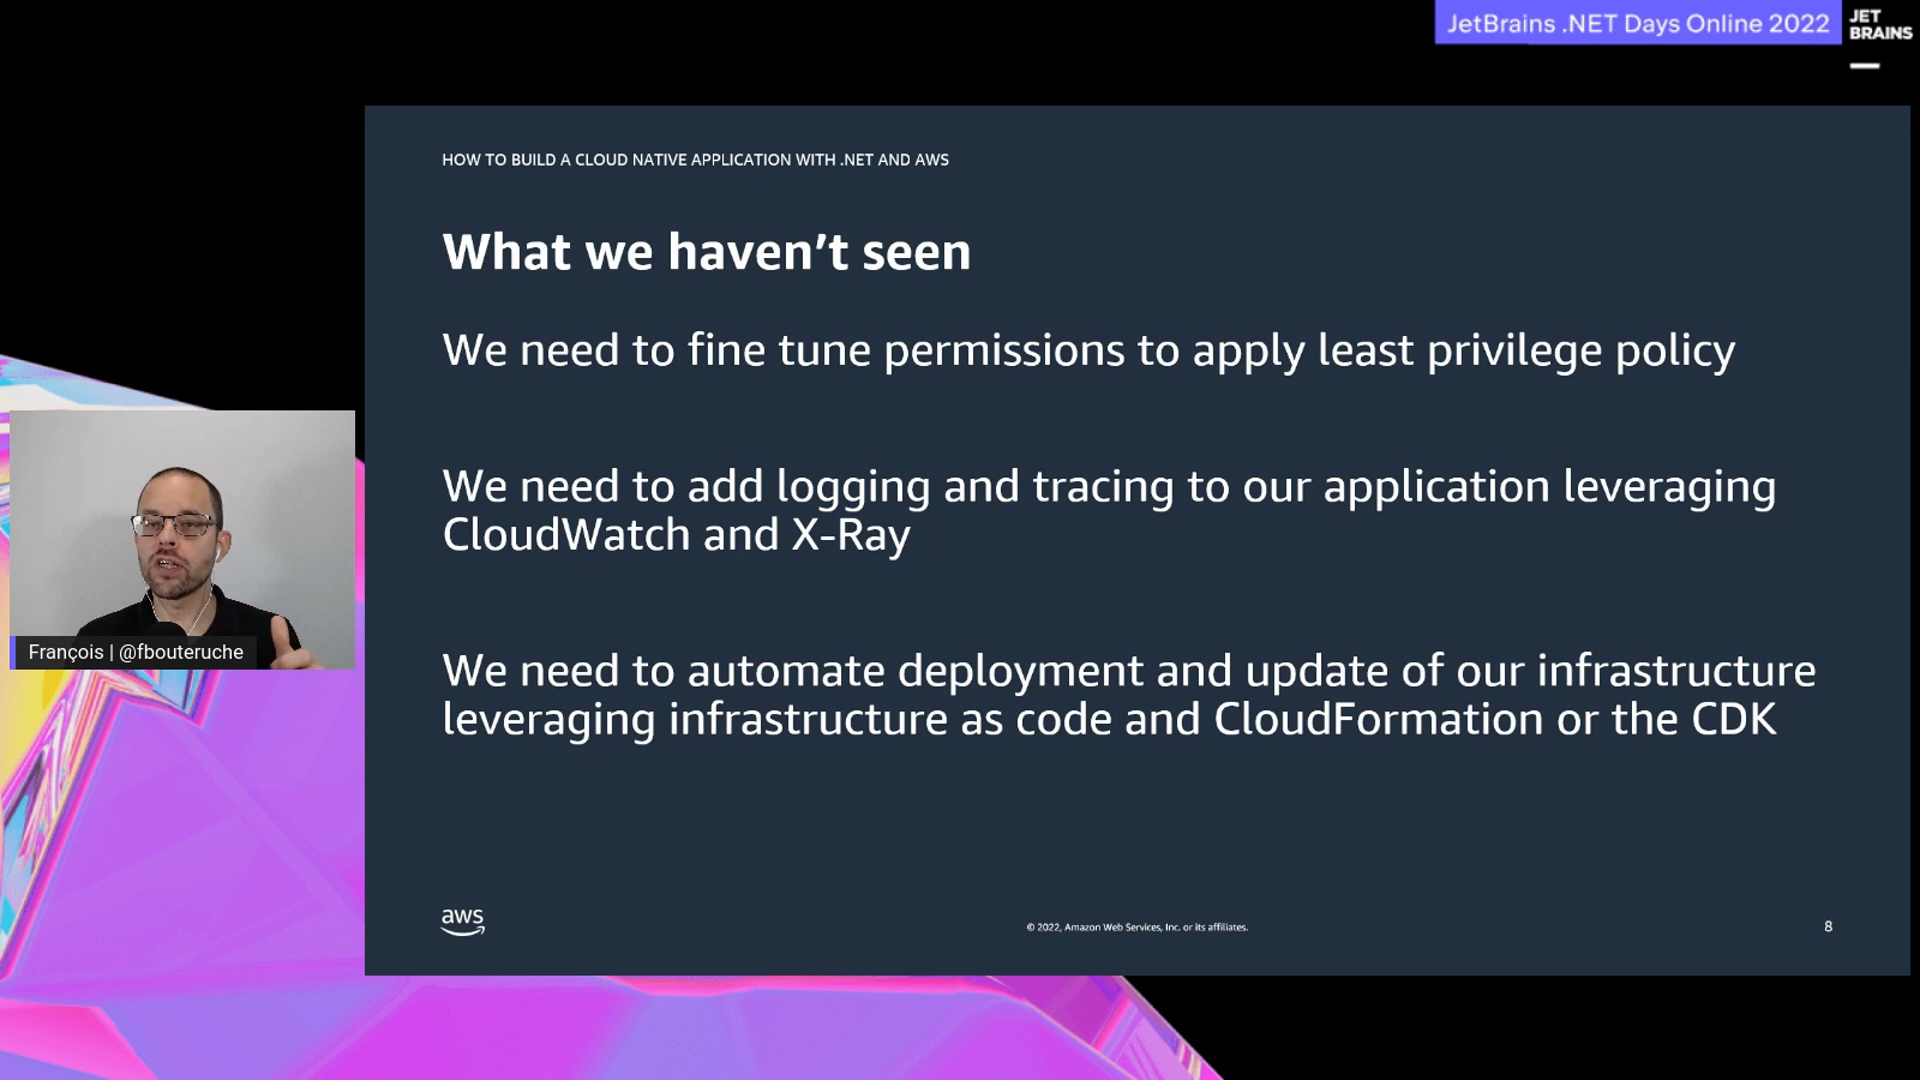 JetBrains .NET Days Online 2022
JET
BRAINS
HOW TO BUILD A CLOUD NATIVE APPLICATION WITH .NET AND AWS
What we haven’t seen
We need to fine tune permissions to apply least privilege policy
We need to add logging and tracing to our application leveraging
CloudWatch and X-Ray
We need to automate deployment and update of our infrastructure
leveraging infrastructure as code and CloudFormation or the CDK
François | @fbouteruche
aws
© 2022, Amazon Web Services, Inc. or its affiliates.
8